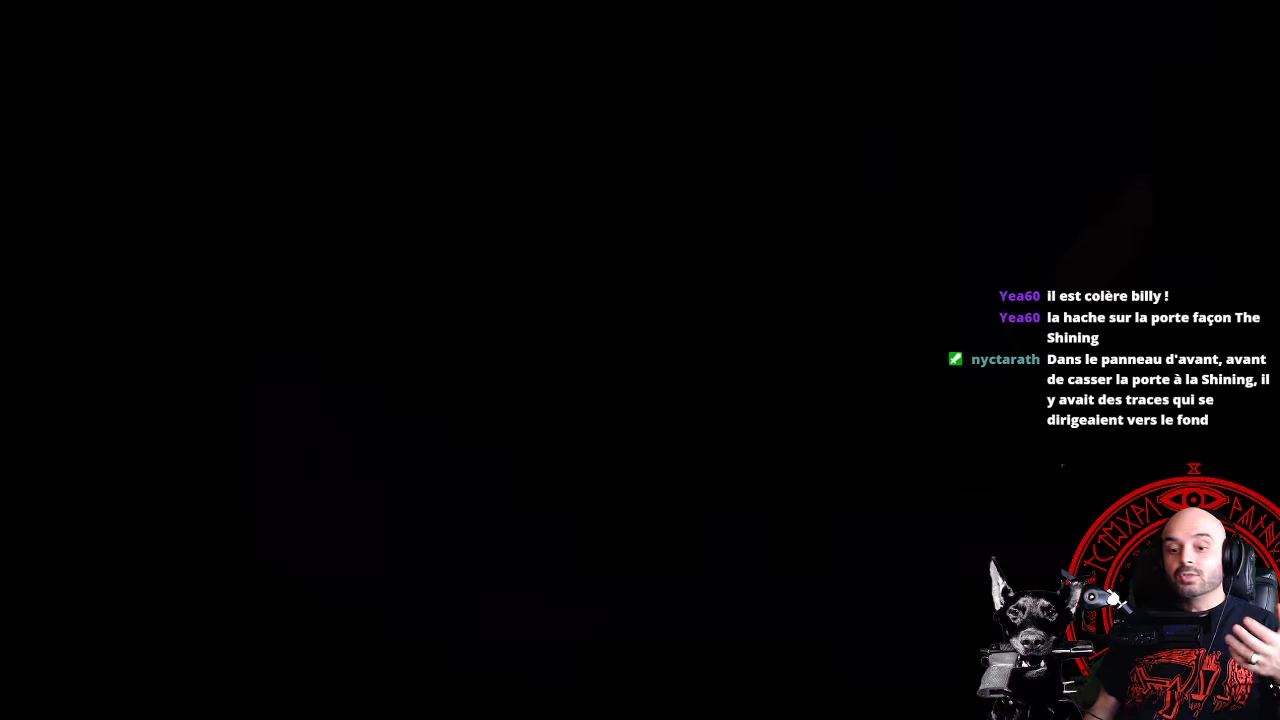 Yea60 Il est colère billy !
Yea60 la hache sur la porte façon The
Shining
nyctarath Dans le panneau d'avant, avant
de casser la porte à la Shining, il
y avait des traces qui se
dirigeaient vers le fond